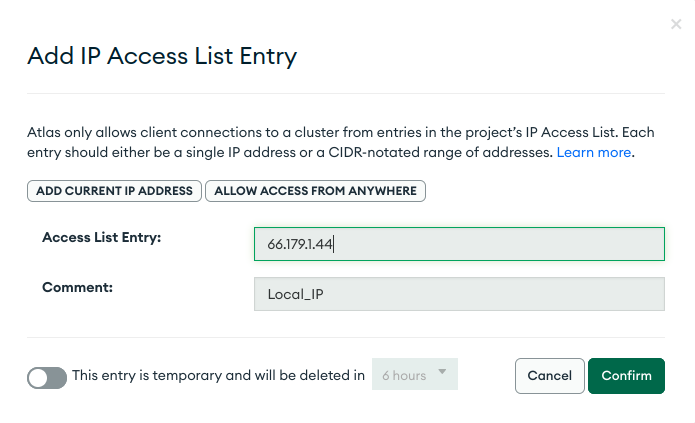 Add IP Access List Entry
Atlas only allows client connections to a cluster from entries in the project's IP Access List. Each
entry should either be a single IP address or a CIDR-notated range of addresses. Learn more.
ADD CURRENT IP ADDRESS ALLOW ACCESS FROM ANYWHERE
Access List Entry: 66.179.1.44
Comment: Local_IP
This entry is temporary and will be deleted in 6 hours Cancel Confirm